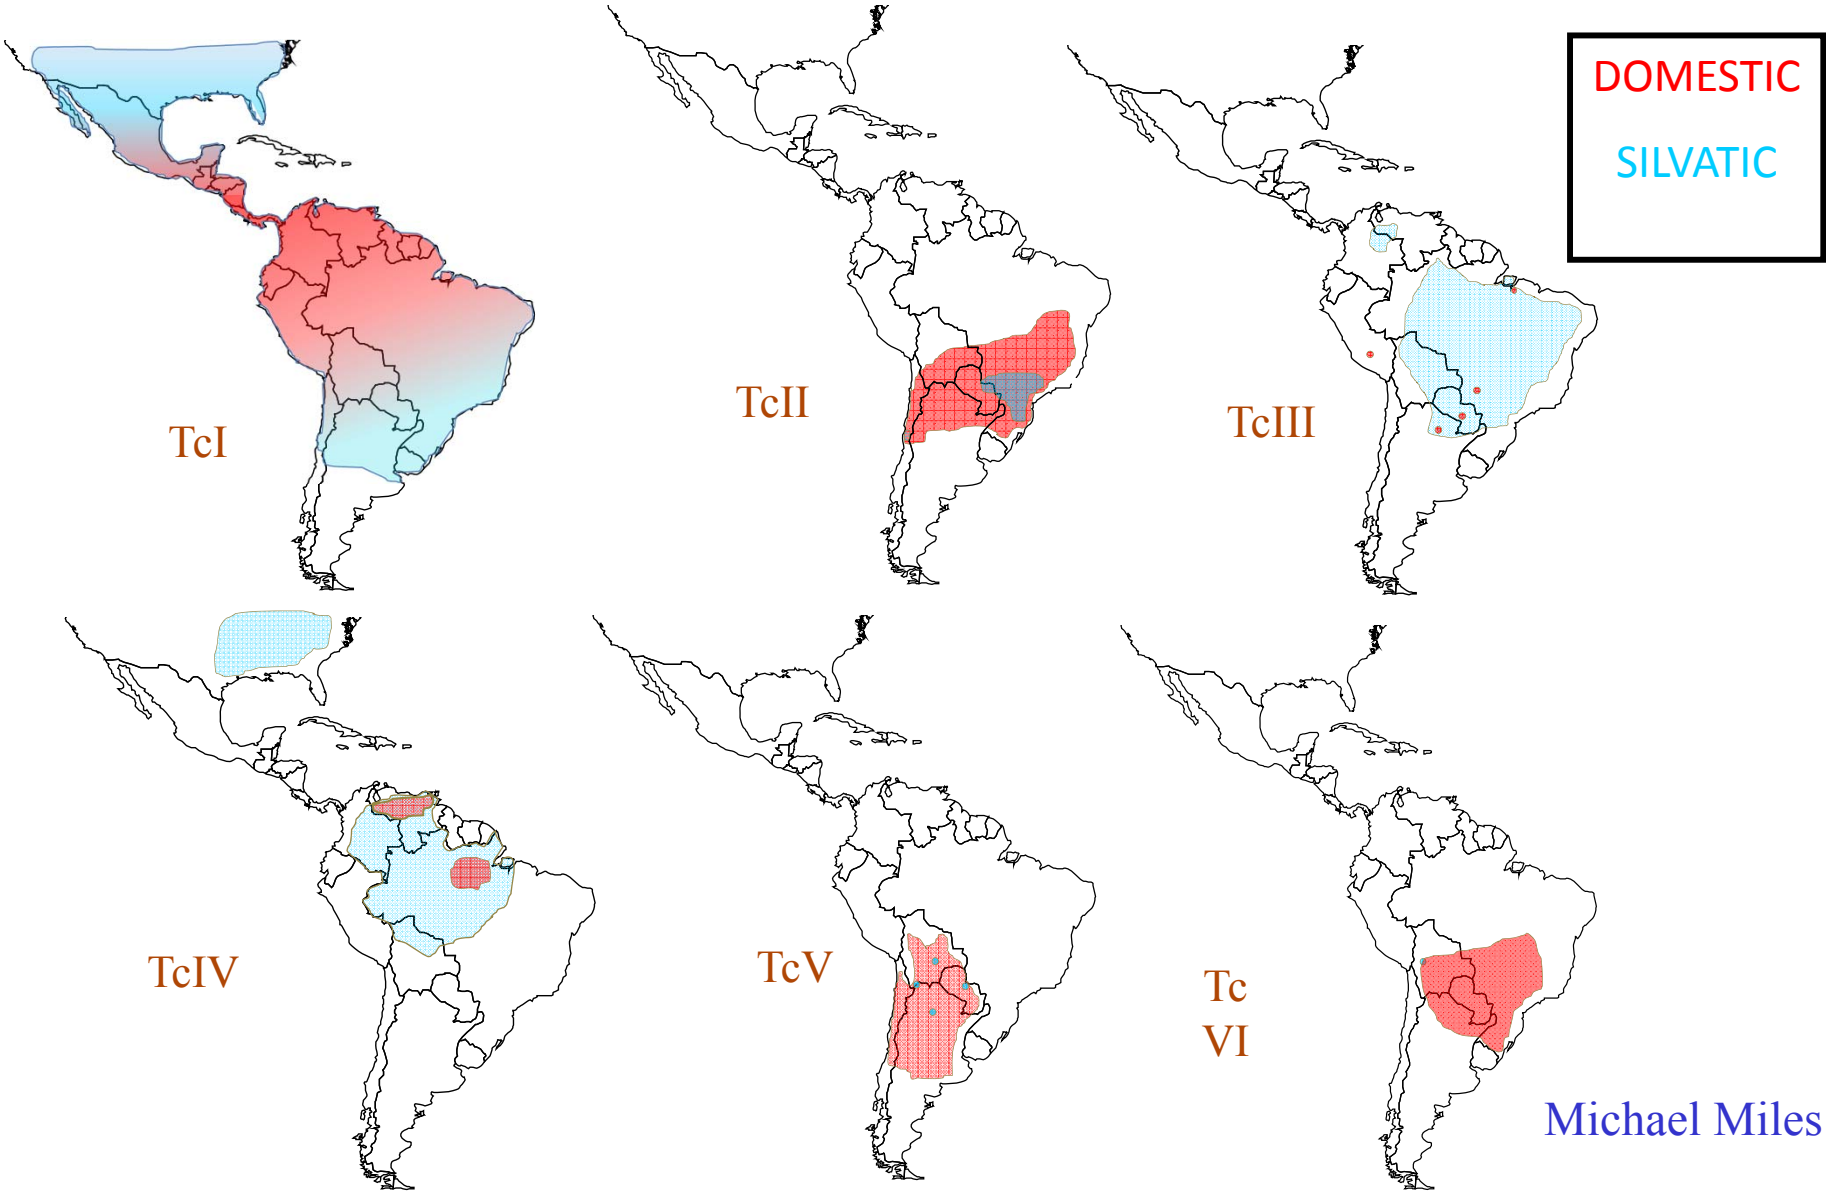 DOMESTIC
SILVATIC
TcI
TcII
TcIII
TcIV
TcV
Tc
VI
Michael Miles